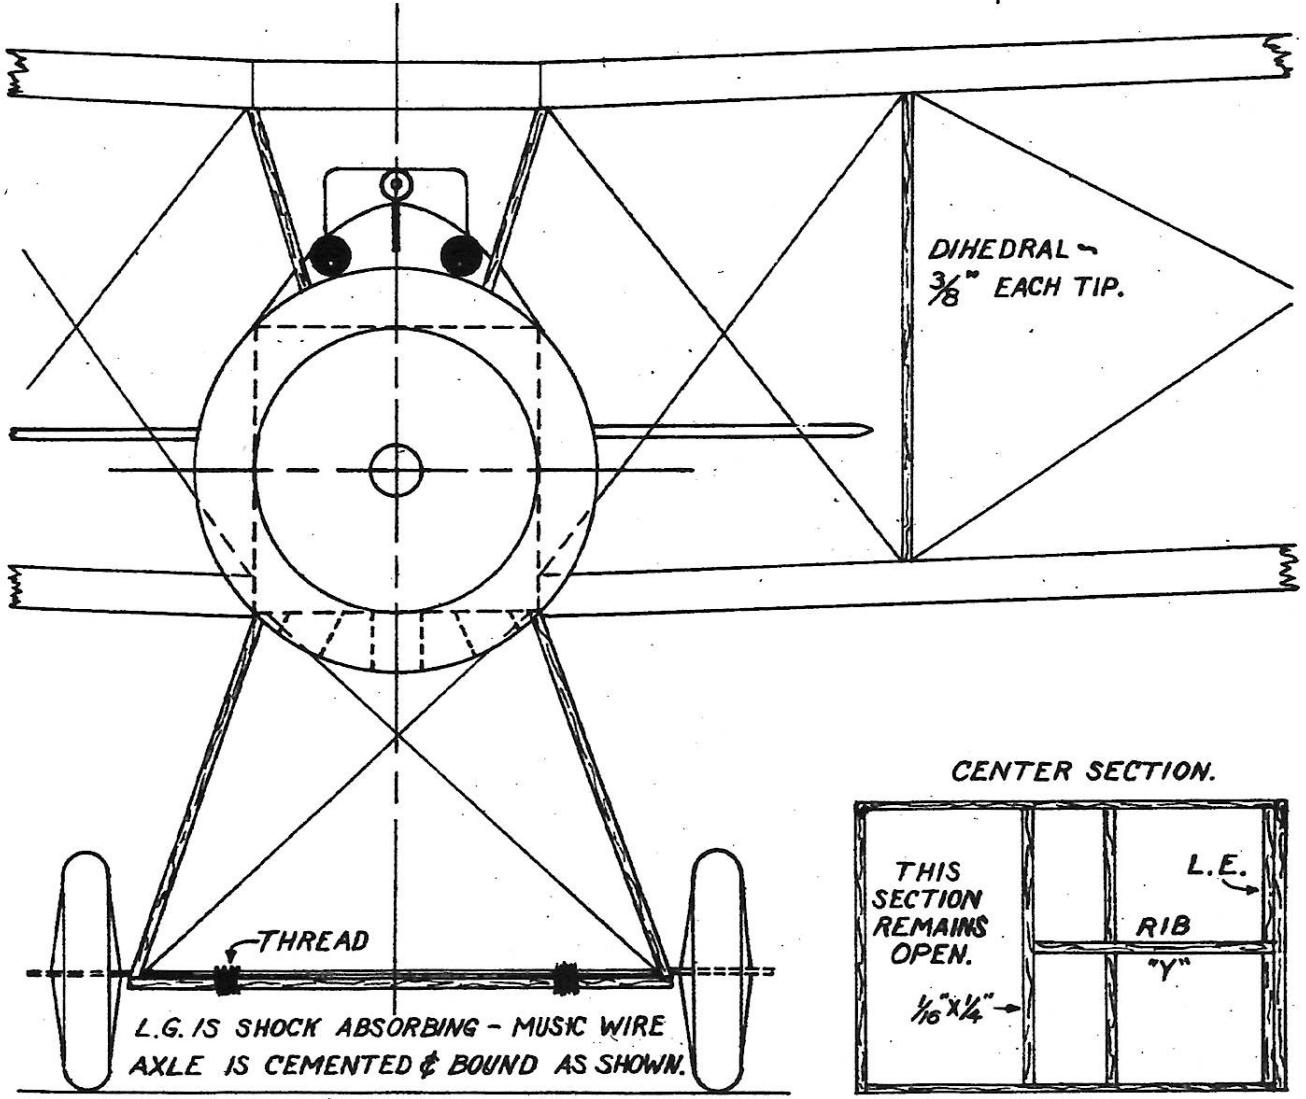 DIHEDRAL ~
3/8" EACH TIP.
CENTER SECTION.
THIS
SECTION
REMAINS
OPEN.
L.E.
RIB
"Y"
1/16" X 1/4"
THREAD
L.G. IS SHOCK ABSORBING - MUSIC WIRE
AXLE IS CEMENTED & BOUND AS SHOWN.